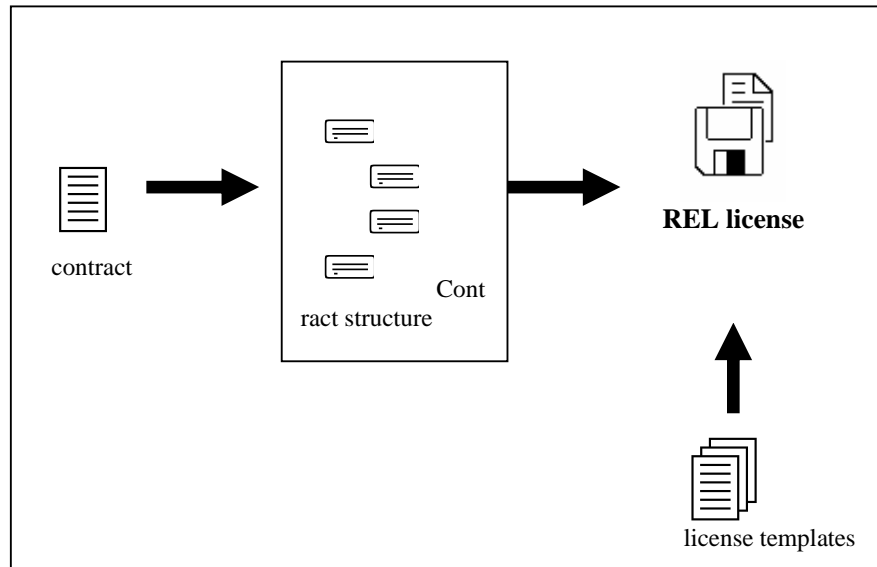 contract
Cont
ract structure
REL license
license templates